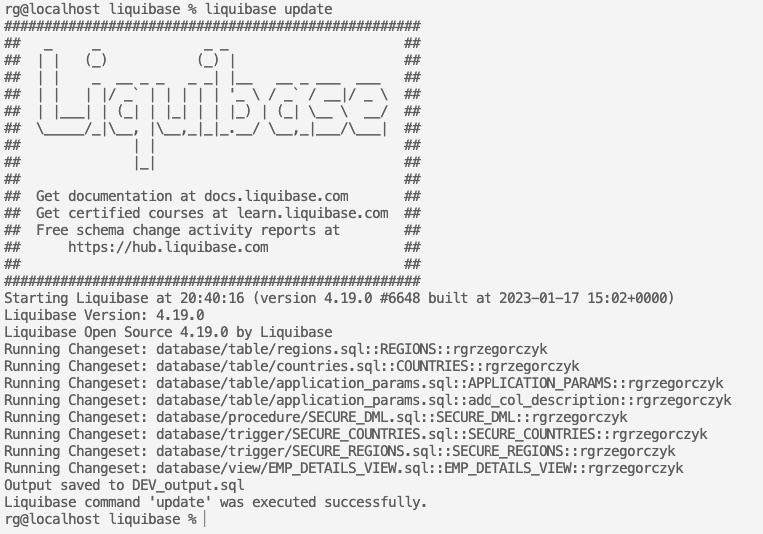 rg@localhost liquibase % liquibase update
####################################################
##   _     _             _ _                      ##
##  | |   (_)           (_) |                     ##
##  | |    _  __ _ _   _ _| |__   __ _ ___  ___   ##
##  | |   | |/ _` | | | | | '_ \ / _` / __|/ _ \  ##
##  | |___| | (_| | |_| | | |_) | (_| \__ \  __/  ##
##  \_____/_|\__, |\__,_|_|_.__/ \__,_|___/\___|  ##
##              | |                               ##
##              |_|                               ##
##                                                ##
##  Get documentation at docs.liquibase.com       ##
##  Get certified courses at learn.liquibase.com  ##
##  Free schema change activity reports at        ##
##      https://hub.liquibase.com                 ##
##                                                ##
####################################################
Starting Liquibase at 20:40:16 (version 4.19.0 #6648 built at 2023-01-17 15:02+0000)
Liquibase Version: 4.19.0
Liquibase Open Source 4.19.0 by Liquibase
Running Changeset: database/table/regions.sql::REGIONS::rgrzegorczyk
Running Changeset: database/table/countries.sql::COUNTRIES::rgrzegorczyk
Running Changeset: database/table/application_params.sql::APPLICATION_PARAMS::rgrzegorczyk
Running Changeset: database/table/application_params.sql::add_col_description::rgrzegorczyk
Running Changeset: database/procedure/SECURE_DML.sql::SECURE_DML::rgrzegorczyk
Running Changeset: database/trigger/SECURE_COUNTRIES.sql::SECURE_COUNTRIES::rgrzegorczyk
Running Changeset: database/trigger/SECURE_REGIONS.sql::SECURE_REGIONS::rgrzegorczyk
Running Changeset: database/view/EMP_DETAILS_VIEW.sql::EMP_DETAILS_VIEW::rgrzegorczyk
Output saved to DEV_output.sql
Liquibase command 'update' was executed successfully.
rg@localhost liquibase %